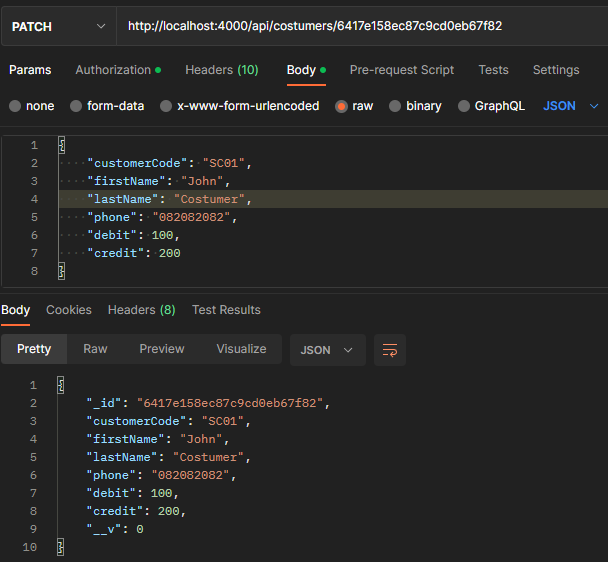 PATCH http://localhost:4000/api/costumers/6417e158ec87c9cd0eb67f82
Params Authorization Headers (10) Body Pre-request Script Tests Settings
none form-data x-www-form-urlencoded raw binary GraphQL JSON
1 {
2 "customerCode": "SC01",
3 "firstName": "John",
4 "lastName": "Costumer",
5 "phone": "082082082",
6 "debit": 100,
7 "credit": 200
8 }
Body Cookies Headers (8) Test Results
Pretty Raw Preview Visualize JSON
1 {
2 "_id": "6417e158ec87c9cd0eb67f82",
3 "customerCode": "SC01",
4 "firstName": "John",
5 "lastName": "Costumer",
6 "phone": "082082082",
7 "debit": 100,
8 "credit": 200,
9 "__v": 0
10 }